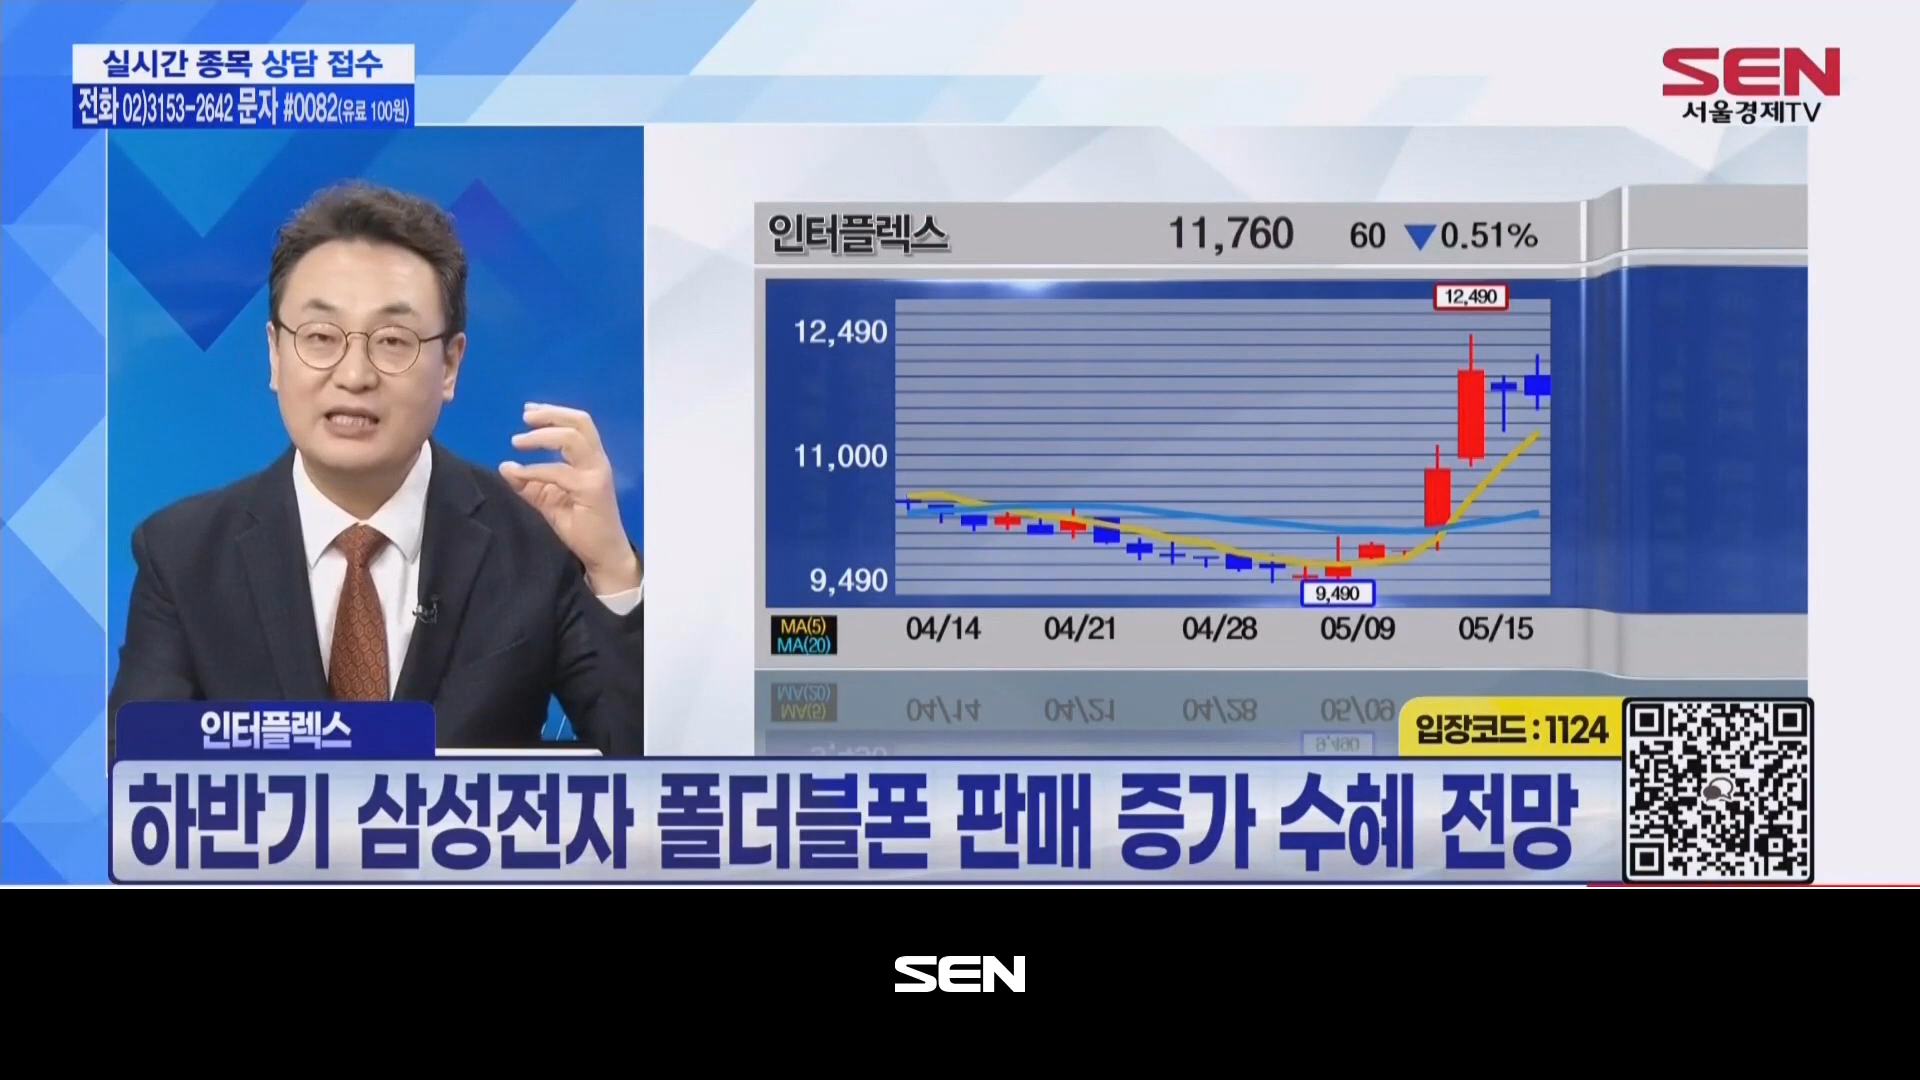 실시간 종목 상담 접수
전화 02)3153-2642 문자 #0082(유료 100원)
SEN
서울경제TV
인터플렉스 11,760 60 ▼0.51%
12,490
12,490
11,000
9,490
9,490
MA(5)
MA(20)
04/14 04/21 04/28 05/09 05/15
입장코드:1124
인터플렉스
하반기 삼성전자 폴더블폰 판매 증가 수혜 전망
SEN